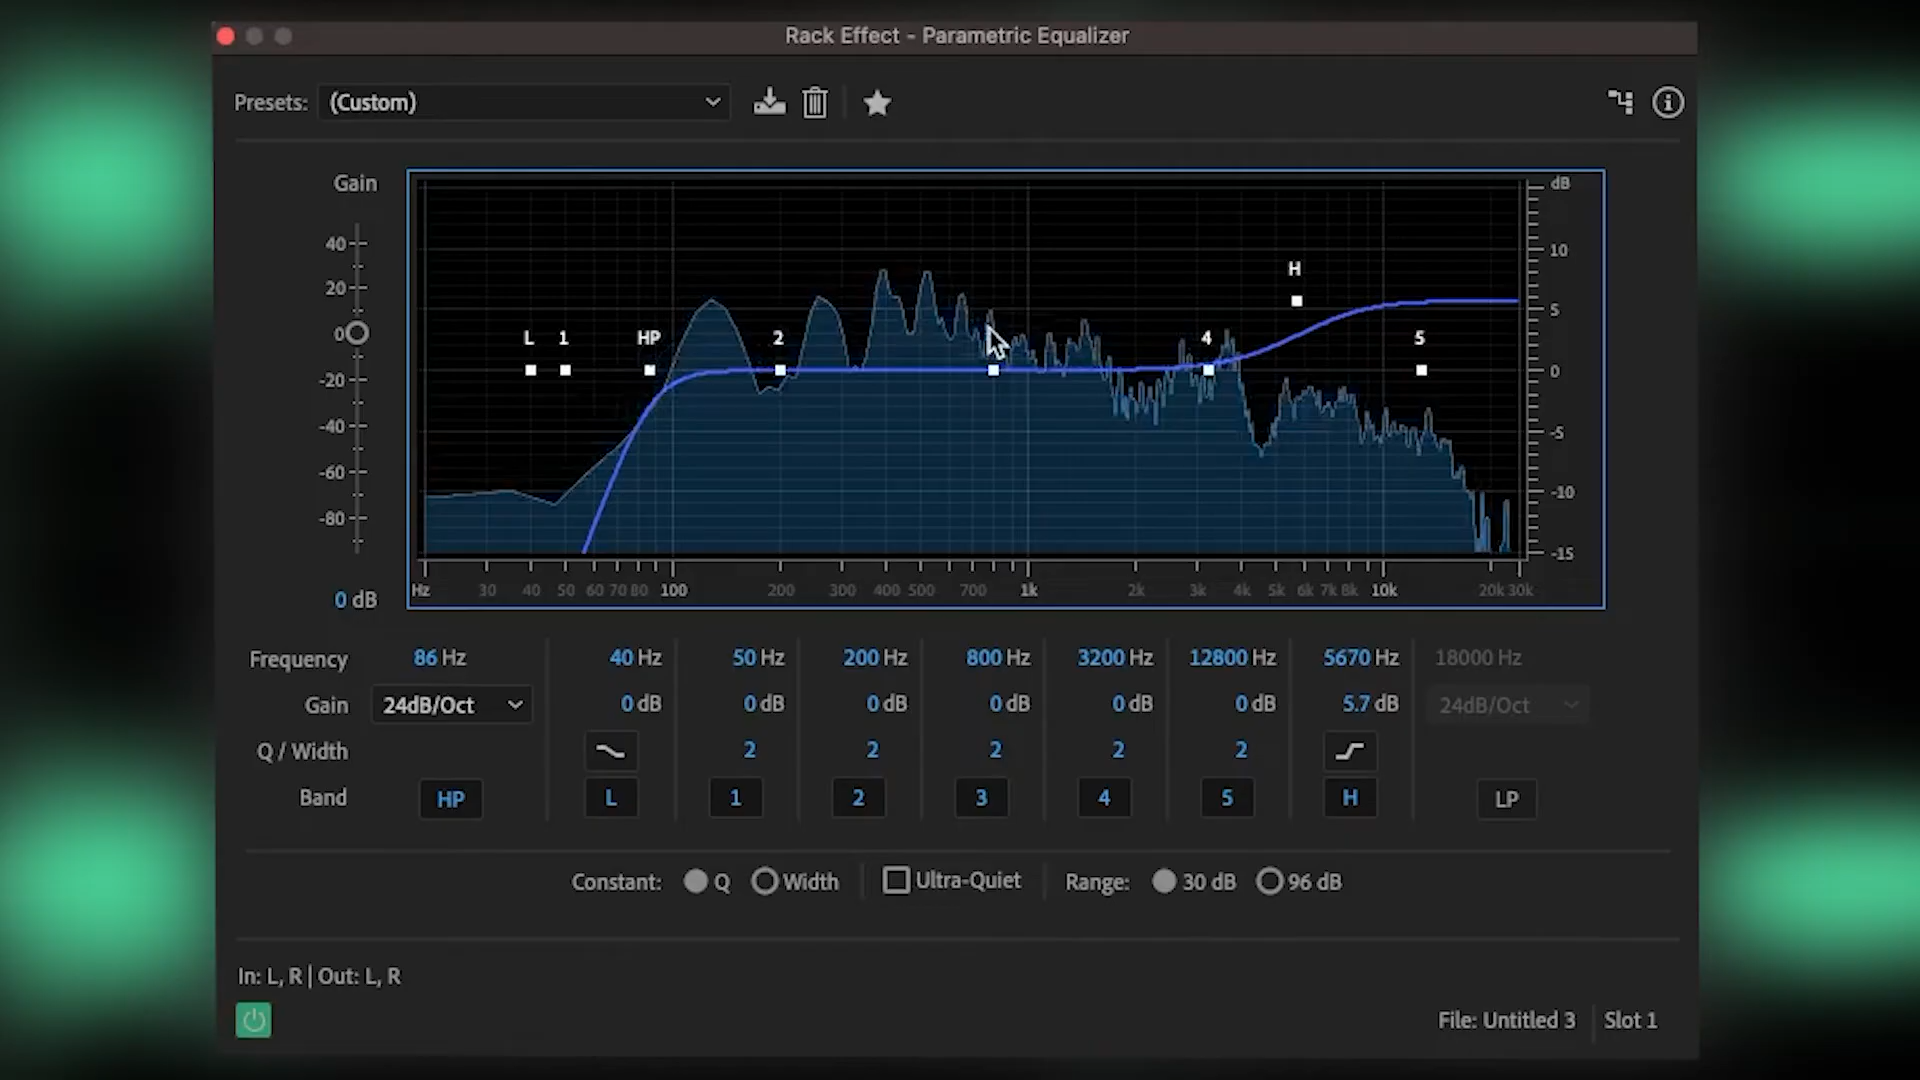 Rack Effect - Parametric Equalizer
Presets: (Custom)
Gain
dB
40
20
0
-20
-40
-60
-80
10
5
0
-5
-10
-15
L 1 HP 2 4 H 5
Hz 30 40 50 60 70 80 100 200 300 400 500 700 1k 2k 3k 4k 5k 6k 7k 8k 10k 20k 30k
0 dB
Frequency 86 Hz 40 Hz 50 Hz 200 Hz 800 Hz 3200 Hz 12800 Hz 5670 Hz 18000 Hz
Gain 24dB/Oct 0 dB 0 dB 0 dB 0 dB 0 dB 0 dB 5.7 dB 24dB/Oct
Q / Width 2 2 2 2 2
Band HP L 1 2 3 4 5 H LP
Constant: Q Width Ultra-Quiet Range: 30 dB 96 dB
In: L, R | Out: L, R
File: Untitled 3 Slot 1